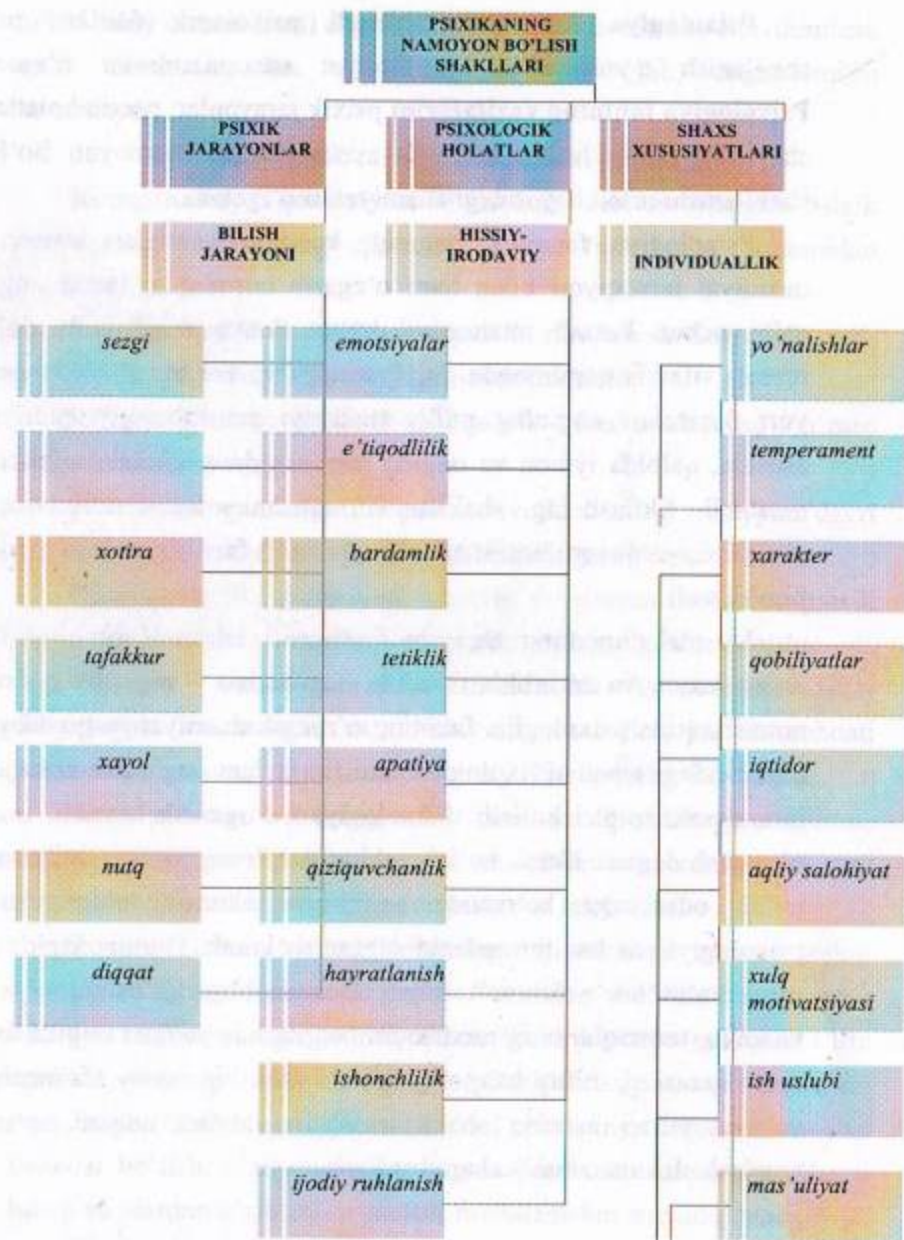 PSIXIKANING
NAMOYON BO'LISH
SHAKLLARI
PSIXIK
JARAYONLAR
PSIXOLOGIK
HOLATLAR
SHAXS
XUSUSIYATLARI
BILISH
JARAYONI
HISSIY-
IRODAVIY
INDIVIDUALLIK
sezgi
emotsiyalar
yo'nalishlar
e'tiqodlilik
temperament
xotira
bardamlik
xarakter
tafakkur
tetiklik
qobiliyatlar
xayol
apatiya
iqtidor
nutq
qiziquvchanlik
aqliy salohiyat
diqqat
hayratlanish
xulq
motivatsiyasi
ishonchlilik
ish uslubi
ijodiy ruhlanish
mas'uliyat